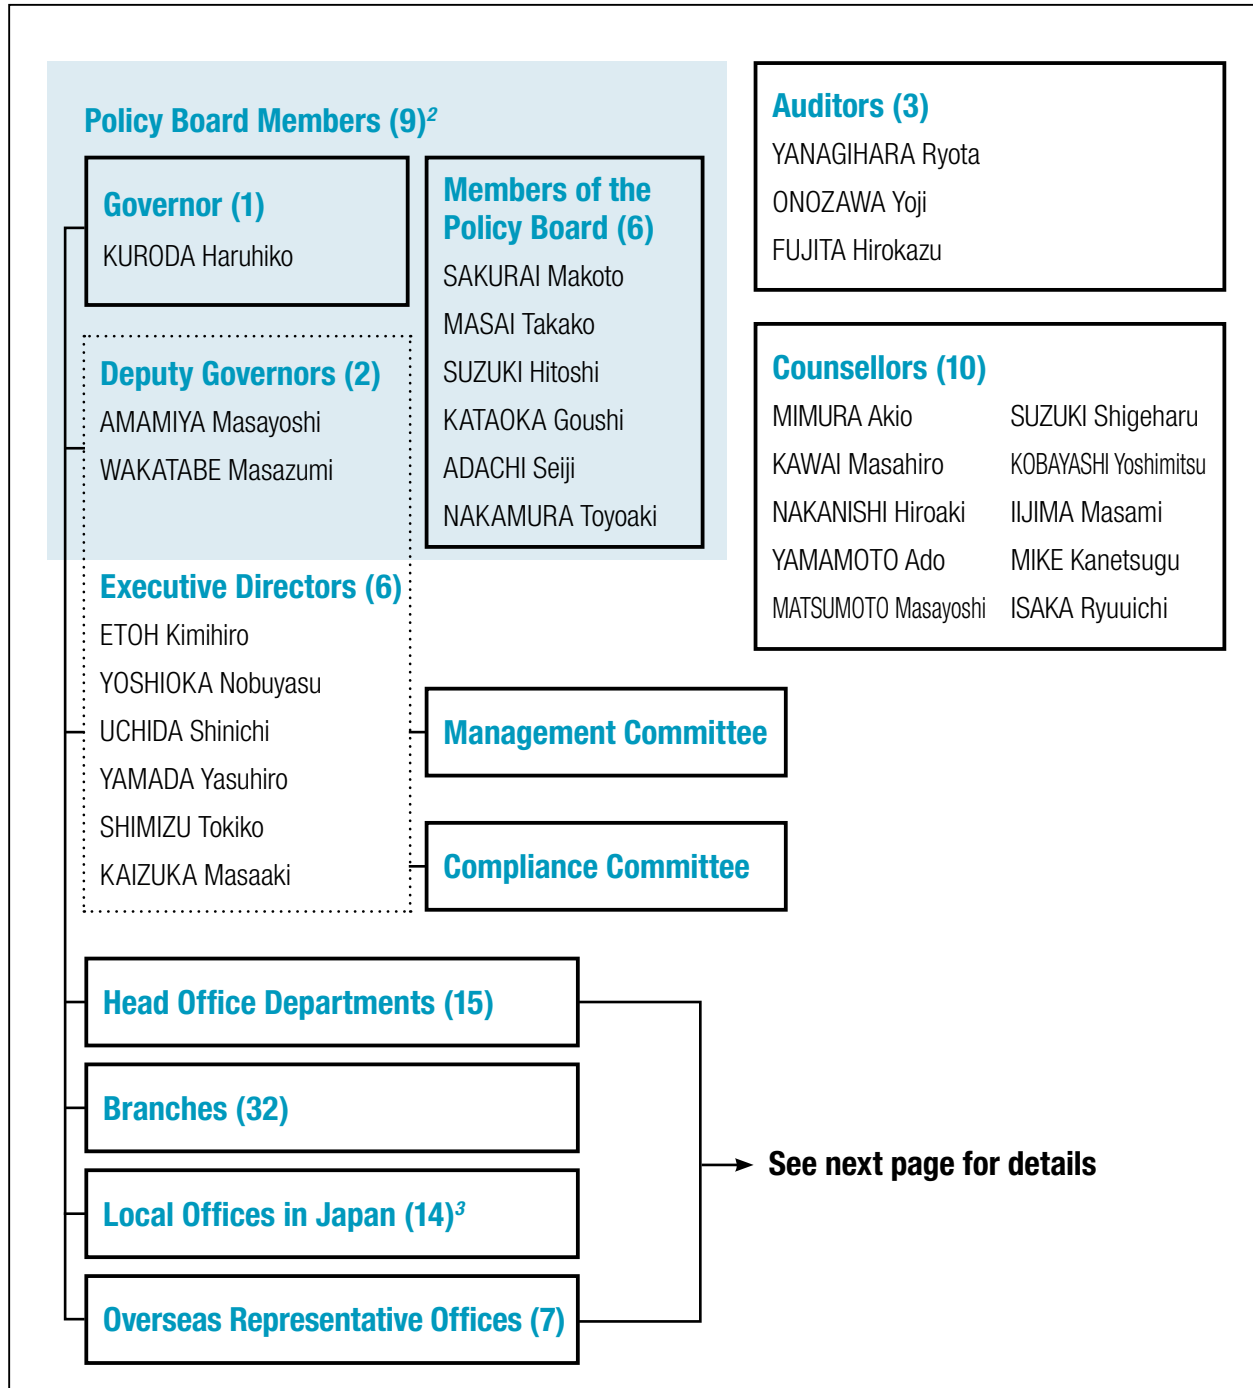 Policy Board Members (9)2
Governor (1)
KURODA Haruhiko
Members of the
Policy Board (6)
SAKURAI Makoto
MASAI Takako
SUZUKI Hitoshi
KATAOKA Goushi
ADACHI Seiji
NAKAMURA Toyoaki
Deputy Governors (2)
AMAMIYA Masayoshi
WAKATABE Masazumi
Executive Directors (6)
ETOH Kimihiro
YOSHIOKA Nobuyasu
UCHIDA Shinichi
YAMADA Yasuhiro
SHIMIZU Tokiko
KAIZUKA Masaaki
Auditors (3)
YANAGIHARA Ryota
ONOZAWA Yoji
FUJITA Hirokazu
Counsellors (10)
MIMURA Akio
KAWAI Masahiro
NAKANISHI Hiroaki
YAMAMOTO Ado
MATSUMOTO Masayoshi
SUZUKI Shigeharu
KOBAYASHI Yoshimitsu
IIJIMA Masami
MIKE Kanetsugu
ISAKA Ryuuichi
Management Committee
Compliance Committee
Head Office Departments (15)
Branches (32)
Local Offices in Japan (14)3
Overseas Representative Offices (7)
See next page for details